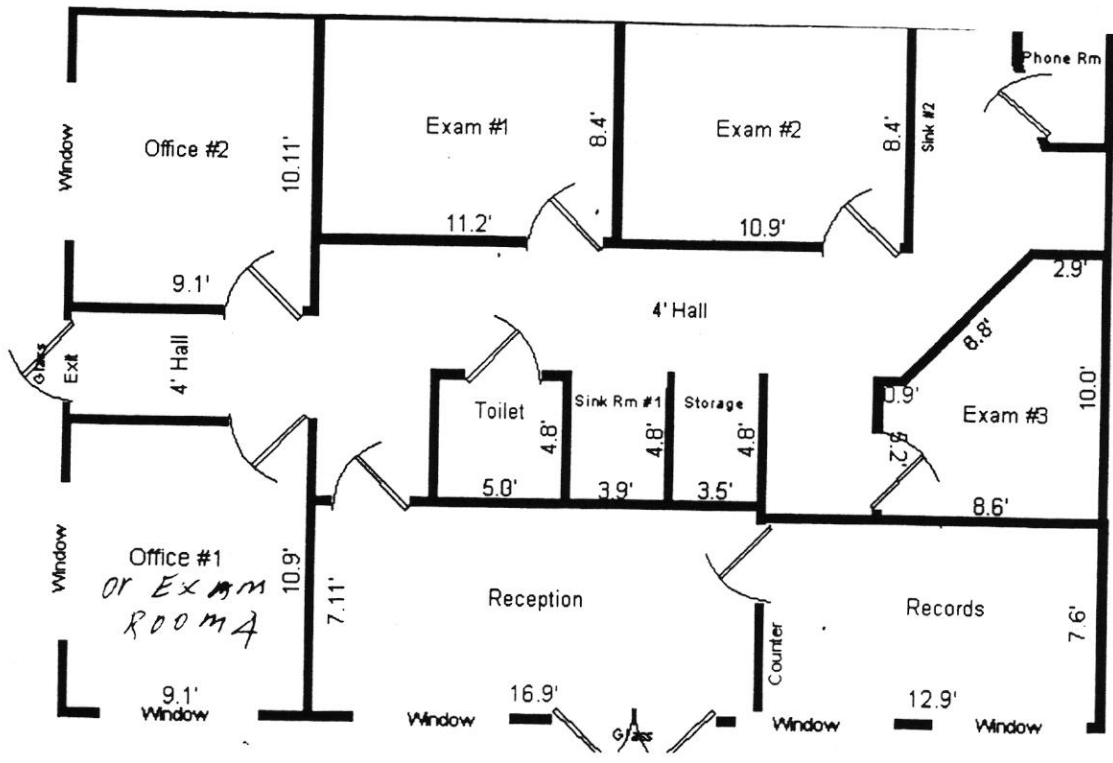 Phone Rm
Window
Office #2
10.11'
Exam #1
8.4'
Exam #2
8.4'
Sink #2
11.2'
10.9'
9.1'
2.9'
4' Hall
8.8'
Glass
Exit
4' Hall
Toilet
4.8'
Sink Rm #1
4.8'
Storage
4.8'
0.9'
Exam #3
10.0'
5.2'
5.0'
3.9'
3.5'
8.6'
Window
Office #1
or Exam
Room 4
10.9'
7.11'
Reception
Records
7.6'
Counter
9.1'
Window
16.9'
Window
Glass
12.9'
Window
Window